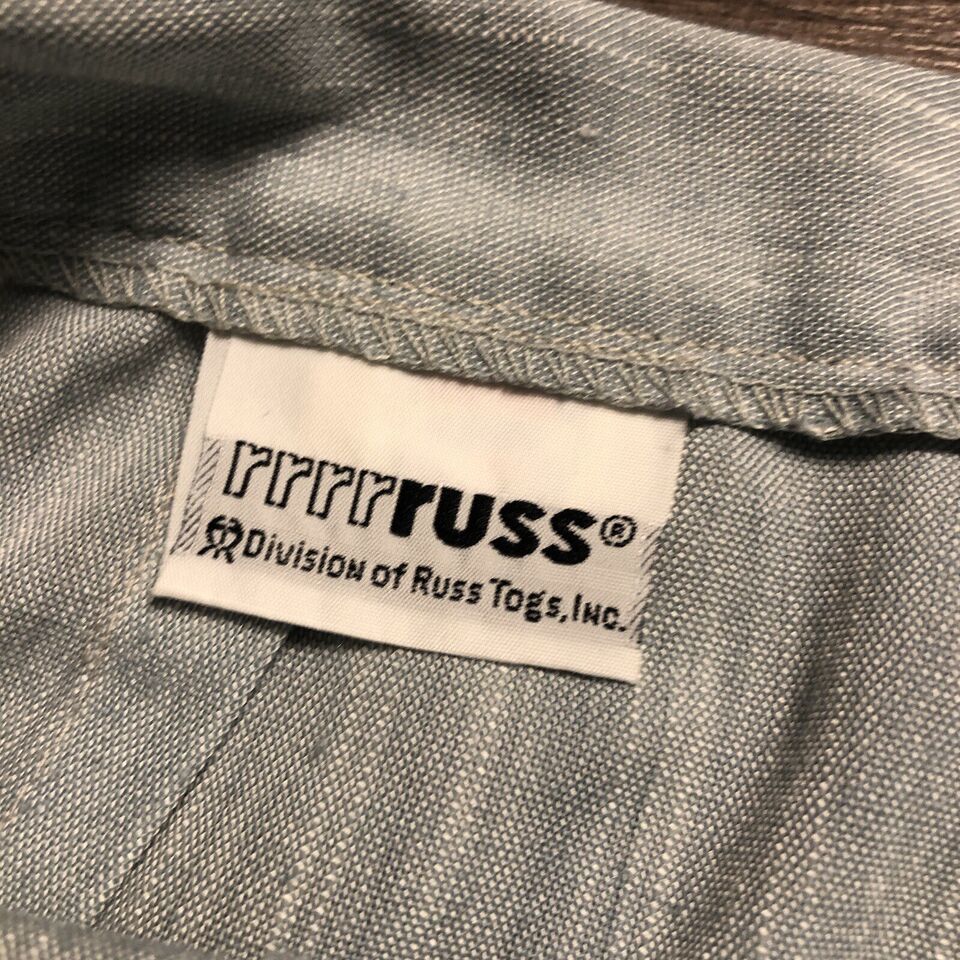 rrrrruss®
Division of Russ Togs, Inc.